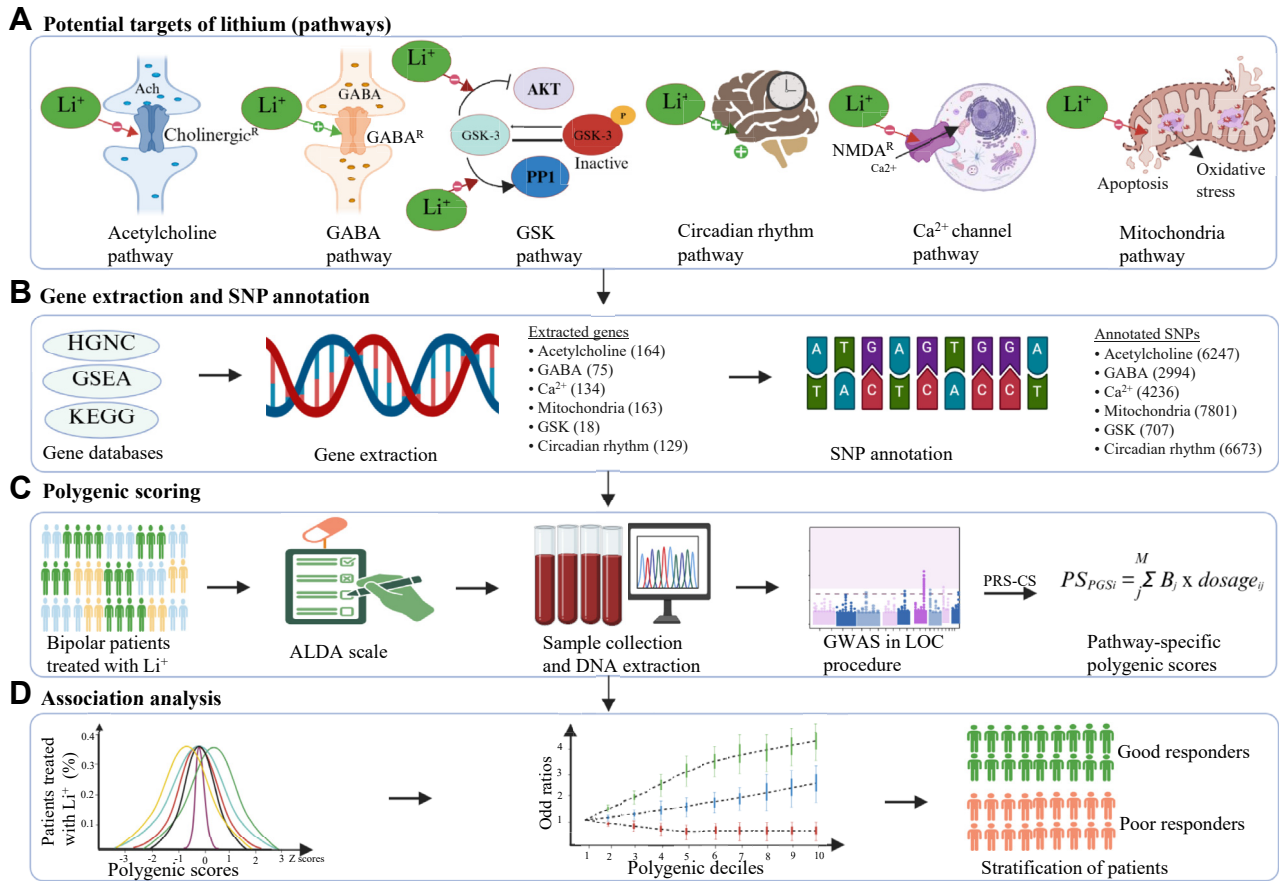 A Potential targets of lithium (pathways)
Li⁺
Ach
Cholinergicᴿ
Acetylcholine
pathway
Li⁺
GABA
GABAᴿ
GABA
pathway
Li⁺
AKT
GSK-3
GSK-3
P
Inactive
PP1
Li⁺
GSK
pathway
Li⁺
Circadian rhythm
pathway
Li⁺
NMDAᴿ
Ca2+
Ca²⁺ channel
pathway
Li⁺
Apoptosis
Oxidative
stress
Mitochondria
pathway
B Gene extraction and SNP annotation
HGNC
GSEA
KEGG
Gene databases
Gene extraction
Extracted genes
• Acetylcholine (164)
• GABA (75)
• Ca²⁺ (134)
• Mitochondria (163)
• GSK (18)
• Circadian rhythm (129)
A T G A G T G G A
T A C T C A C C T
SNP annotation
Annotated SNPs
• Acetylcholine (6247)
• GABA (2994)
• Ca²⁺ (4236)
• Mitochondria (7801)
• GSK (707)
• Circadian rhythm (6673)
C Polygenic scoring
Bipolar patients
treated with Li⁺
ALDA scale
Sample collection
and DNA extraction
GWAS in LOC
procedure
PRS-CS
M
PS_PGSi = Σ B_j x dosage_ij
j
Pathway-specific
polygenic scores
D Association analysis
Patients treated
with Li⁺ (%)
0.4
0.3
0.2
0.1
-3 -2 -1 0 1 2 3 Z scores
Polygenic scores
Odd ratios
4
3
2
1
1 2 3 4 5 6 7 8 9 10
Polygenic deciles
Good responders
Poor responders
Stratification of patients